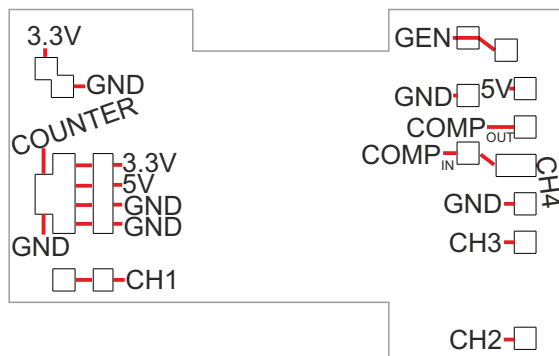 3.3V
GND
COUNTER
3.3V
5V
GND
GND
GND
CH1
GEN
GND 5V
COMP OUT
COMP IN
CH4
GND
CH3
CH2